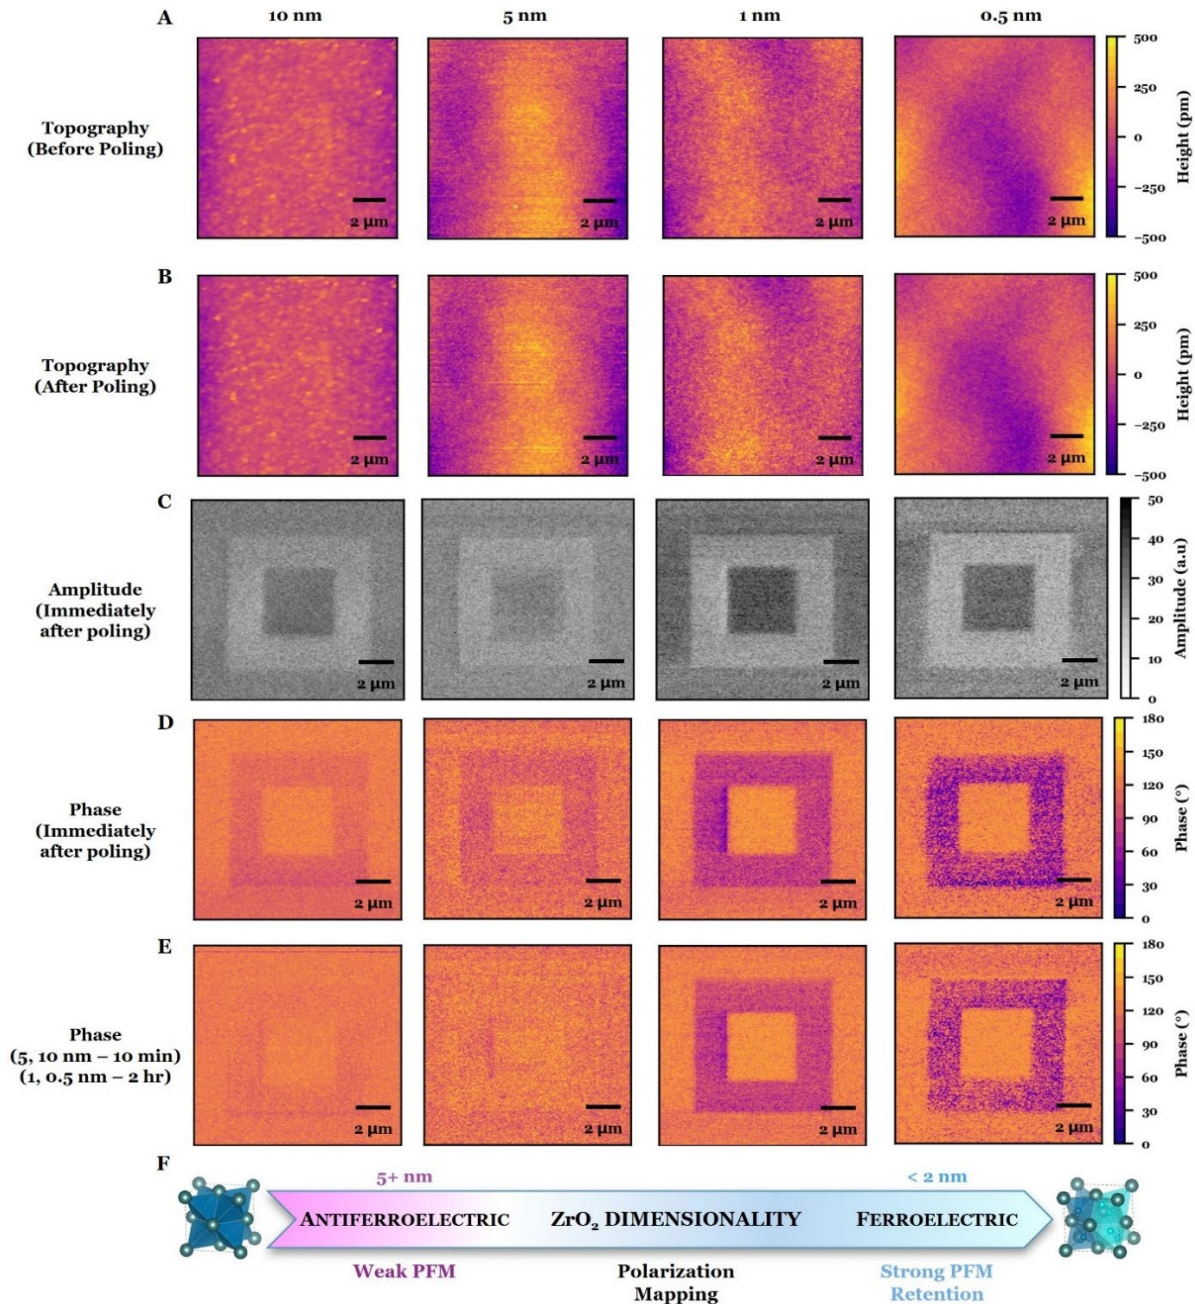 A
10 nm 5 nm 1 nm 0.5 nm
Topography
(Before Poling)
2 μm 2 μm 2 μm 2 μm
500
250
0
−250
−500
Height (pm)
B
Topography
(After Poling)
2 μm 2 μm 2 μm 2 μm
500
250
0
−250
−500
Height (pm)
C
Amplitude
(Immediately
after poling)
2 μm 2 μm 2 μm 2 μm
50
40
30
20
10
0
Amplitude (a.u)
D
Phase
(Immediately
after poling)
2 μm 2 μm 2 μm 2 μm
180
150
120
90
60
30
0
Phase (°)
E
Phase
(5, 10 nm – 10 min)
(1, 0.5 nm – 2 hr)
2 μm 2 μm 2 μm 2 μm
180
150
120
90
60
30
0
Phase (°)
F
5+ nm < 2 nm
ANTIFERROELECTRIC ZrO₂ DIMENSIONALITY FERROELECTRIC
Weak PFM Polarization Strong PFM
Mapping Retention